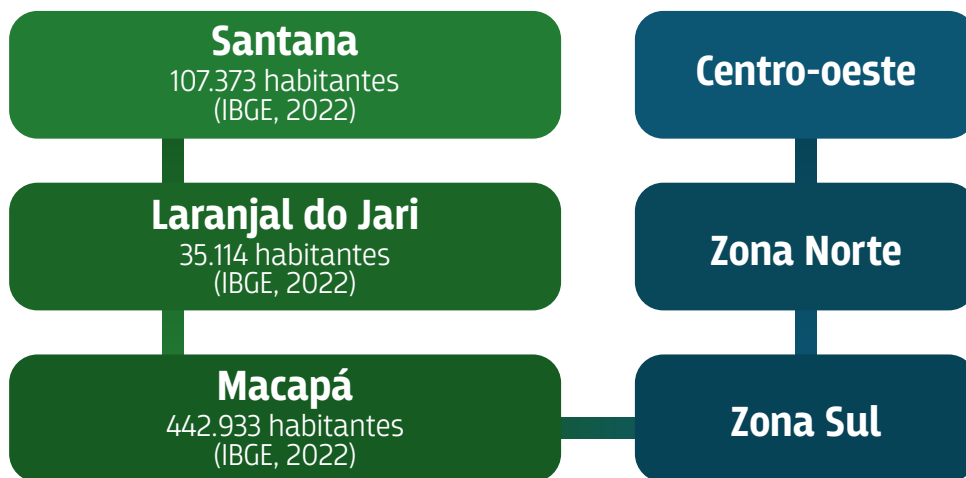 Santana
107.373 habitantes
(IBGE, 2022)
Laranjal do Jari
35.114 habitantes
(IBGE, 2022)
Macapá
442.933 habitantes
(IBGE, 2022)
Centro-oeste
Zona Norte
Zona Sul